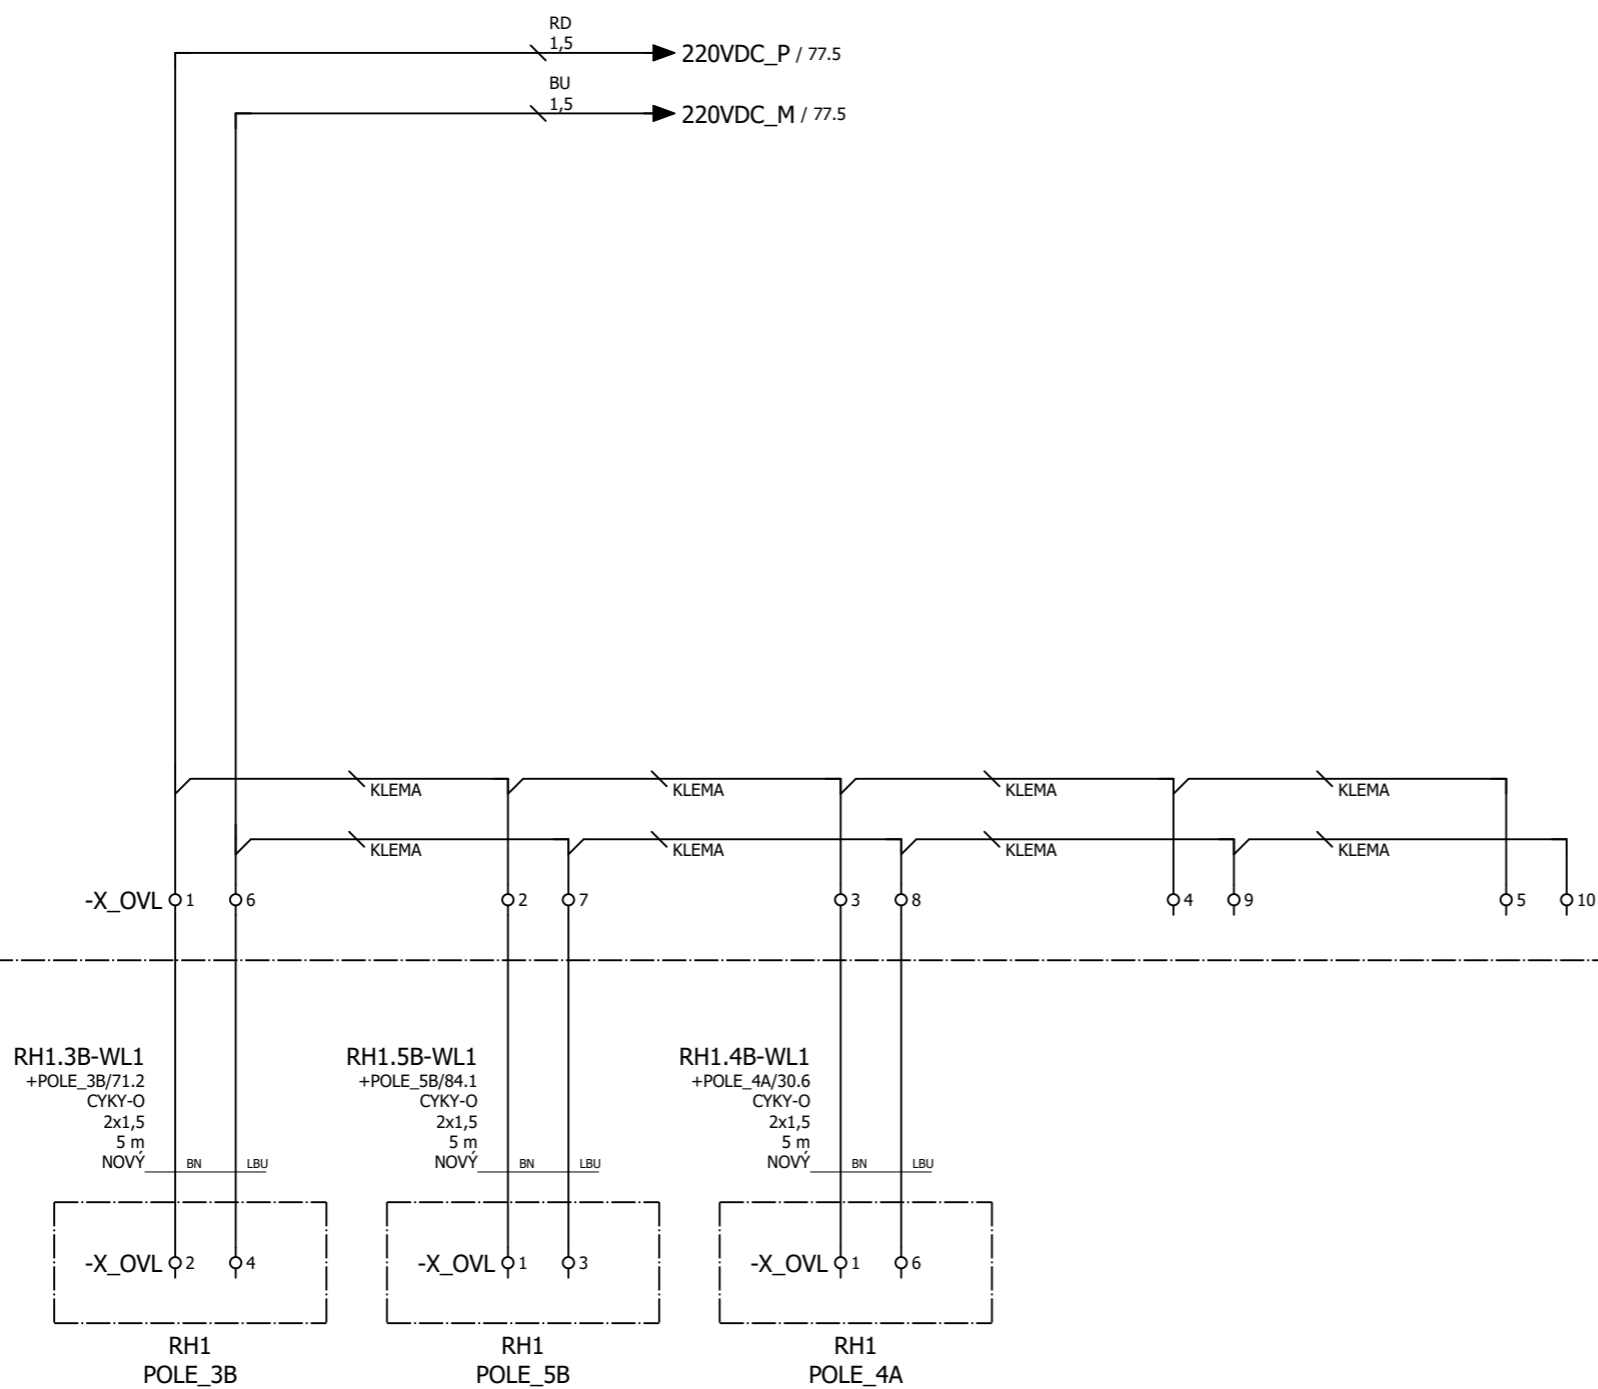 RD
1,5
220VDC_P / 77.5
BU
1,5
220VDC_M / 77.5
KLEMA KLEMA KLEMA KLEMA
KLEMA KLEMA KLEMA KLEMA
-X_OVL 1 6 2 7 3 8 4 9 5 10
RH1.3B-WL1
+POLE_3B/71.2
CYKY-O
2x1,5
5 m
NOVÝ BN LBU
RH1.5B-WL1
+POLE_5B/84.1
CYKY-O
2x1,5
5 m
NOVÝ BN LBU
RH1.4B-WL1
+POLE_4A/30.6
CYKY-O
2x1,5
5 m
NOVÝ BN LBU
-X_OVL 2 4
RH1
POLE_3B
-X_OVL 1 3
RH1
POLE_5B
-X_OVL 1 6
RH1
POLE_4A